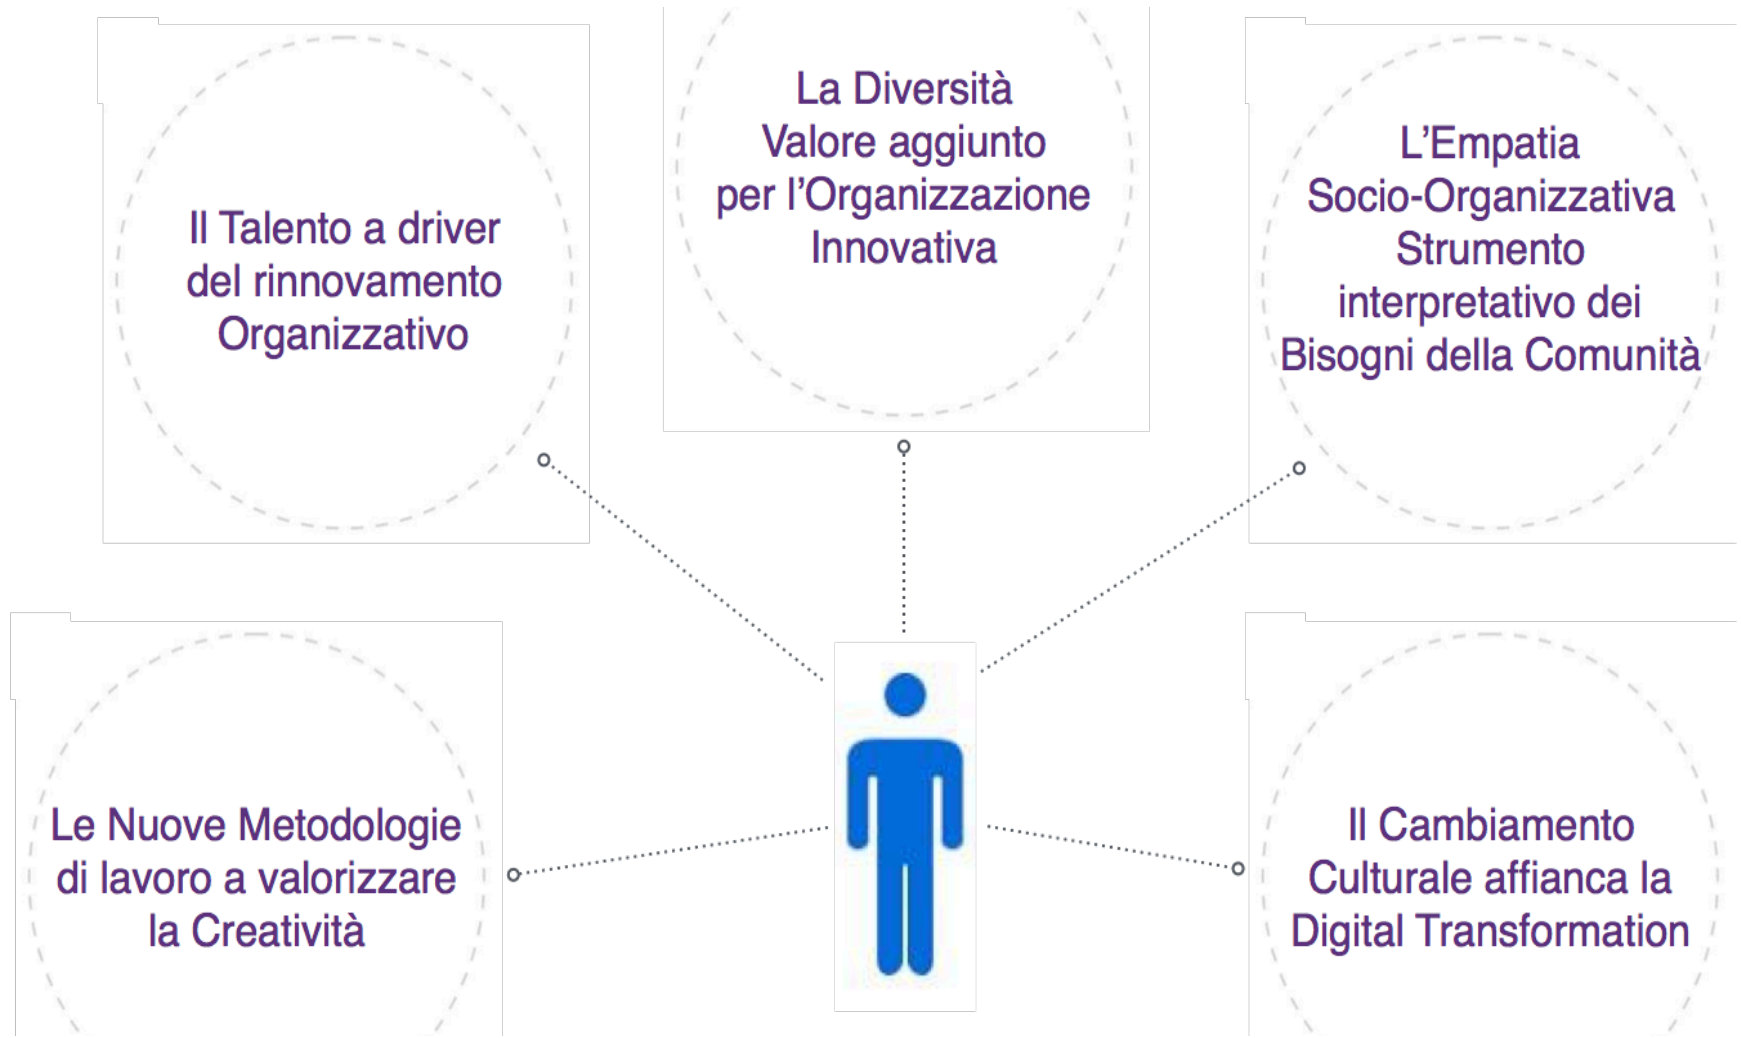 Il Talento a driver
del rinnovamento
Organizzativo
La Diversità
Valore aggiunto
per l’Organizzazione
Innovativa
L’Empatia
Socio-Organizzativa
Strumento
interpretativo dei
Bisogni della Comunità
Le Nuove Metodologie
di lavoro a valorizzare
la Creatività
Il Cambiamento
Culturale affianca la
Digital Transformation